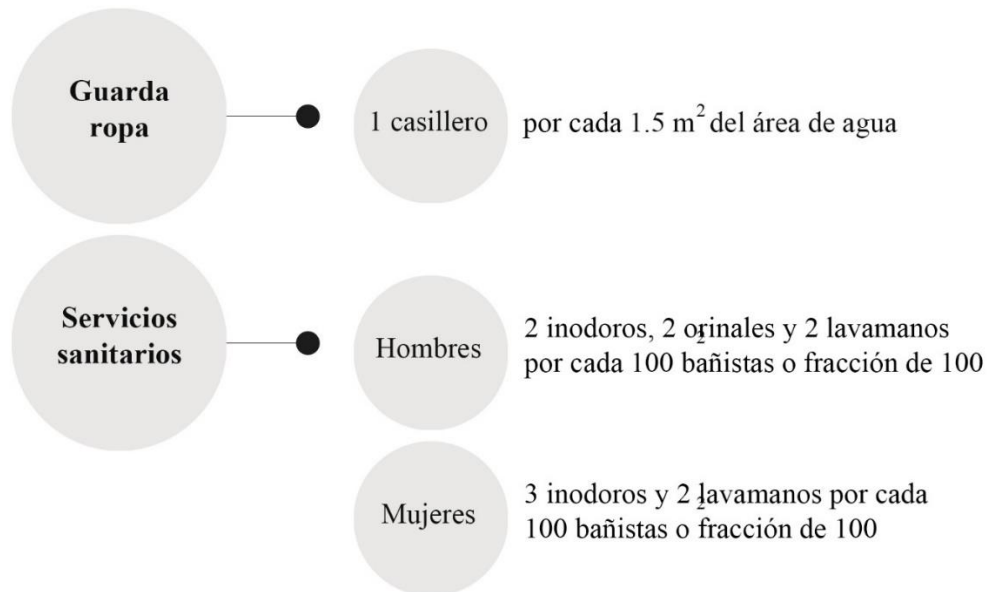 Guarda
ropa
1 casillero
por cada 1.5 m² del área de agua
Servicios
sanitarios
Hombres
2 inodoros, 2 orinales y 2 lavamanos
por cada 100 bañistas o fracción de 100
Mujeres
3 inodoros y 2 lavamanos por cada
100 bañistas o fracción de 100